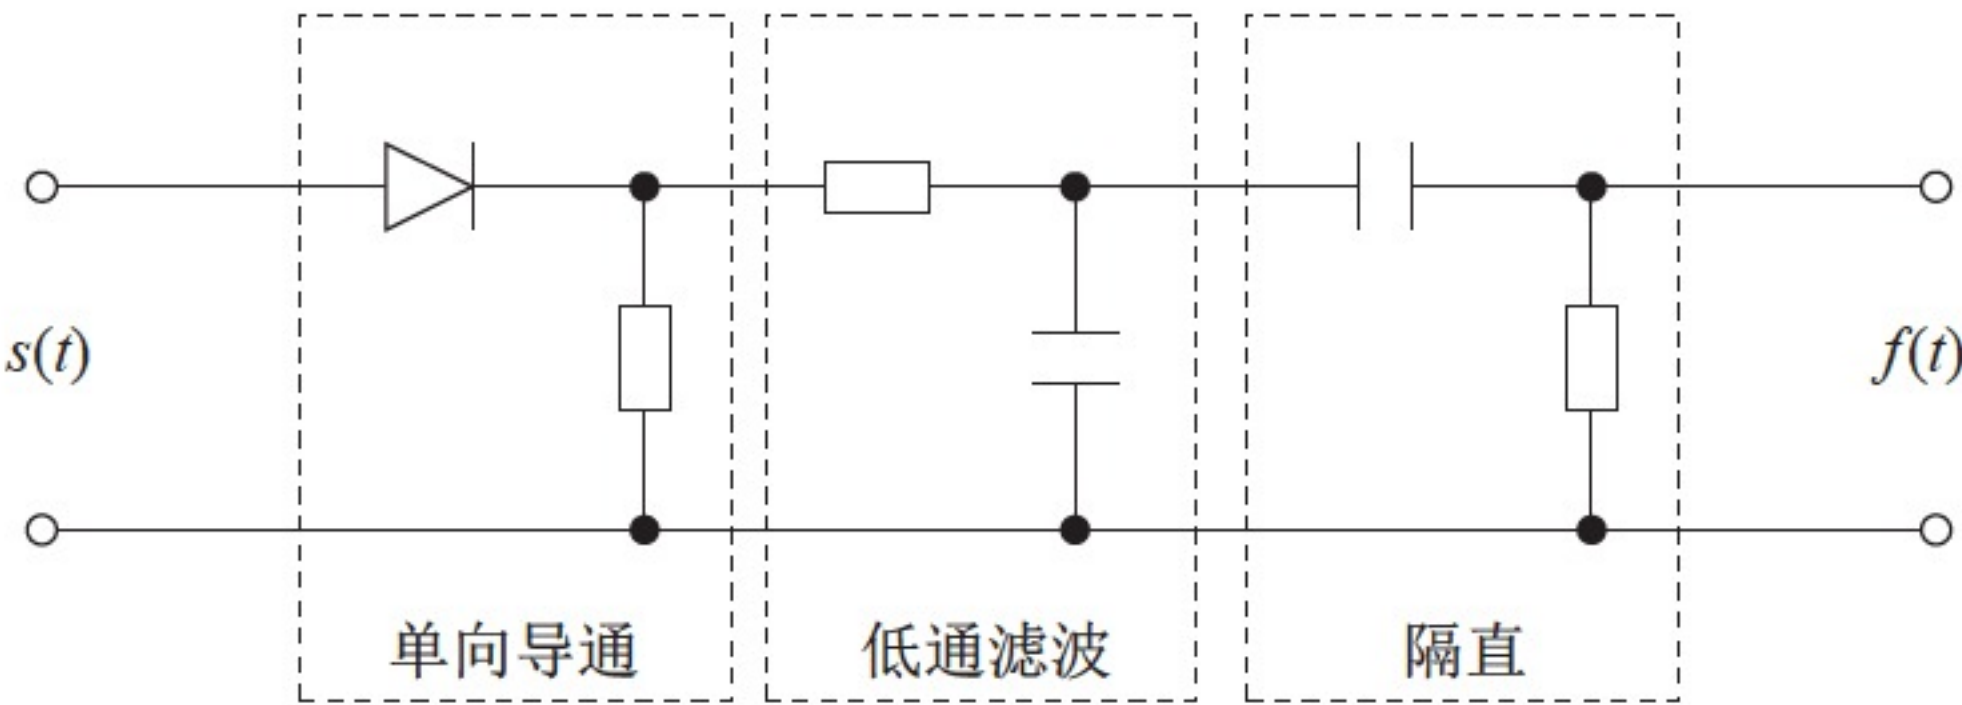 s(t)
f(t)
单向导通
低通滤波
隔直